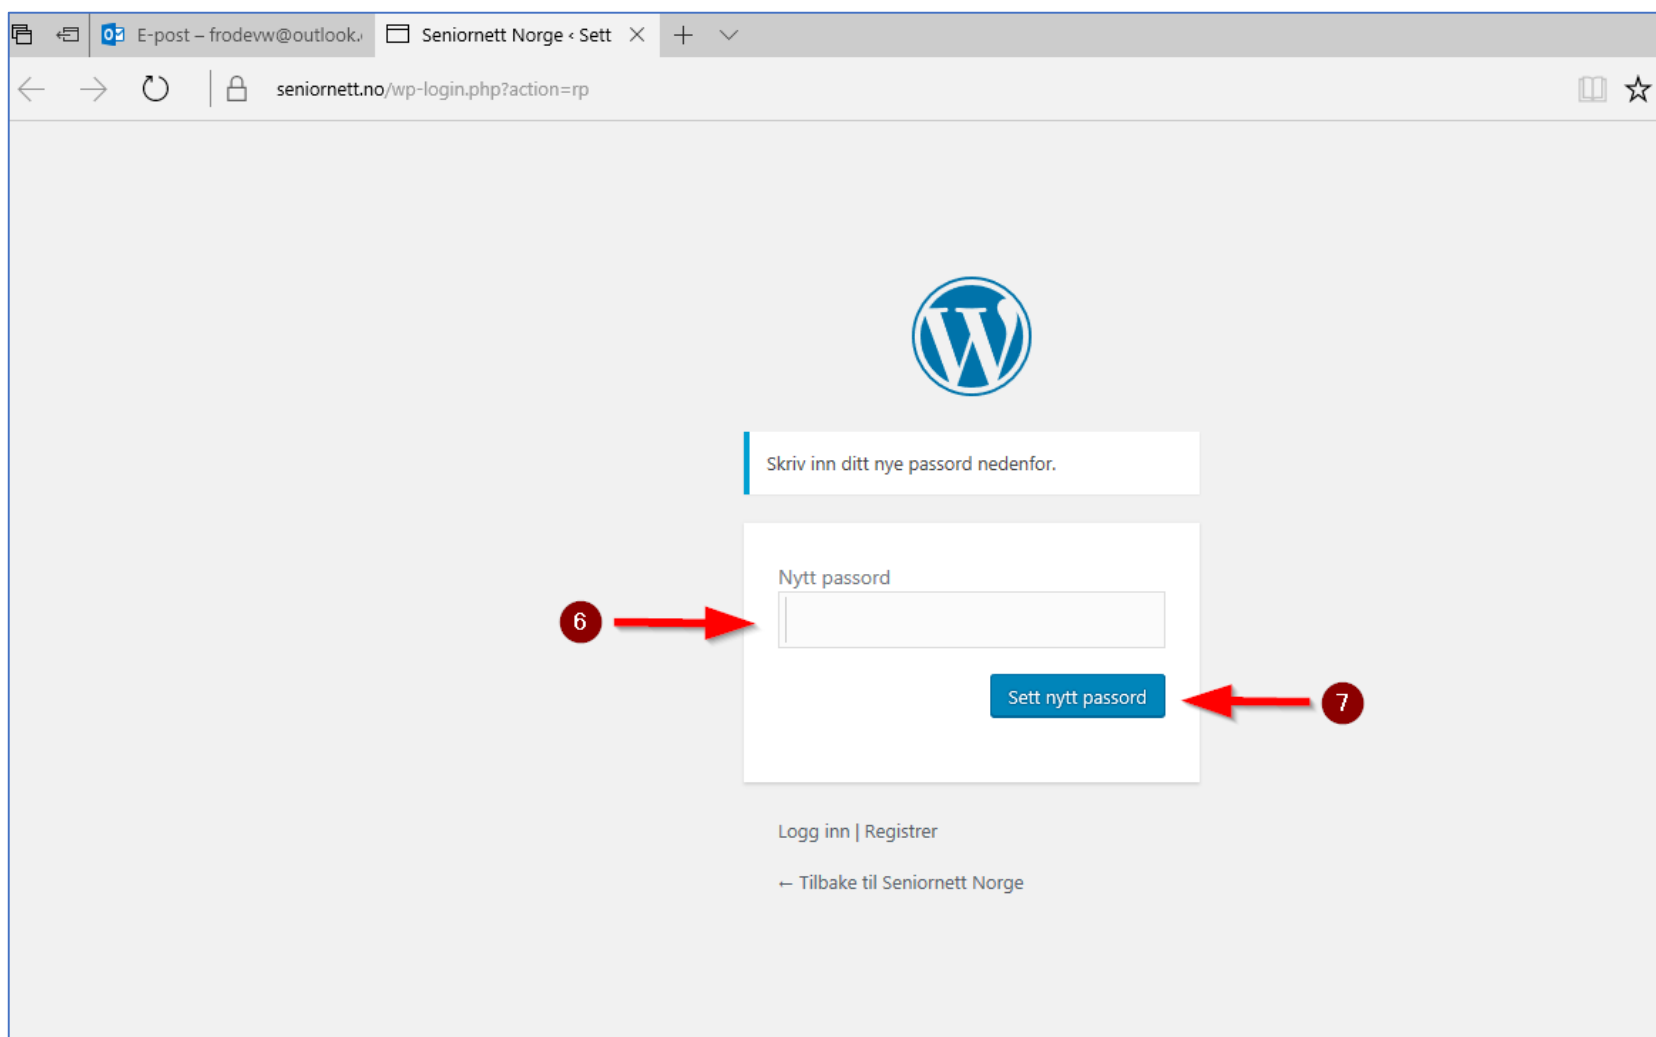 E-post – frodevw@outlook.
Seniornett Norge ‹ Sett
seniornett.no/wp-login.php?action=rp
Skriv inn ditt nye passord nedenfor.
Nytt passord
6
Sett nytt passord
7
Logg inn | Registrer
← Tilbake til Seniornett Norge